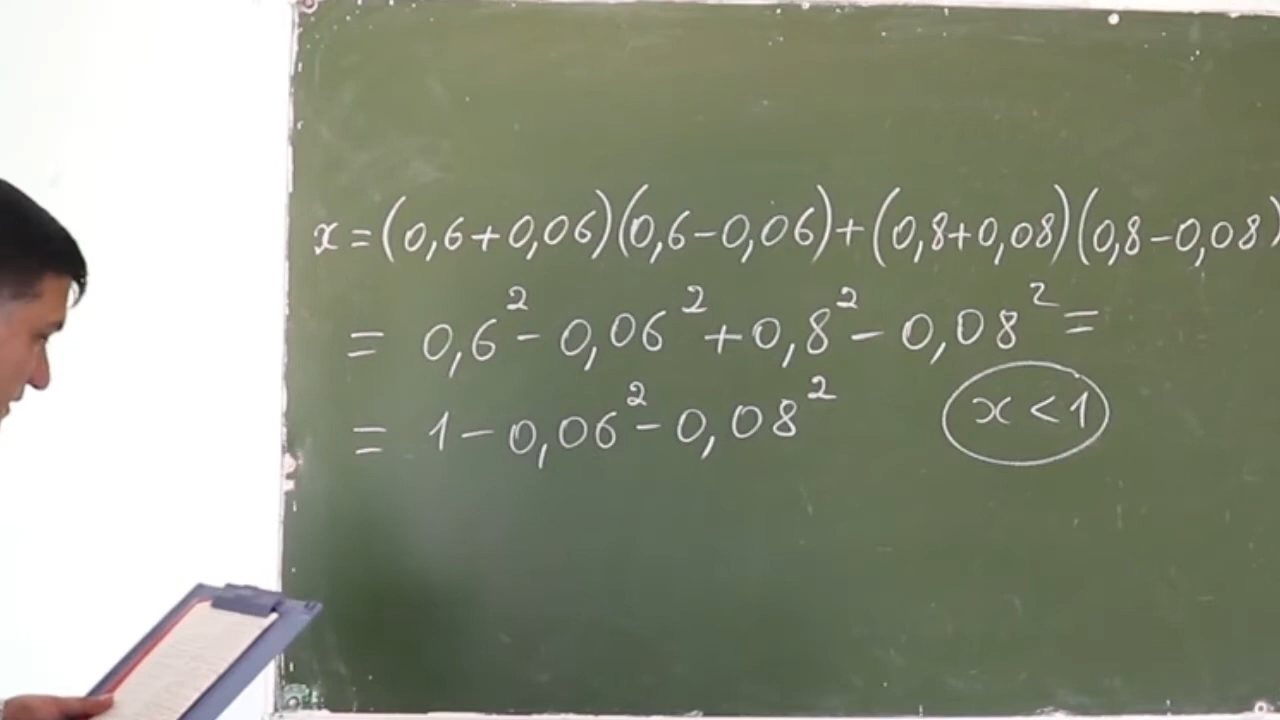 x=(0,6+0,06)(0,6-0,06)+(0,8+0,08)(0,8-0,08)
= 0,6²-0,06²+0,8²-0,08²=
= 1-0,06²-0,08²
x<1